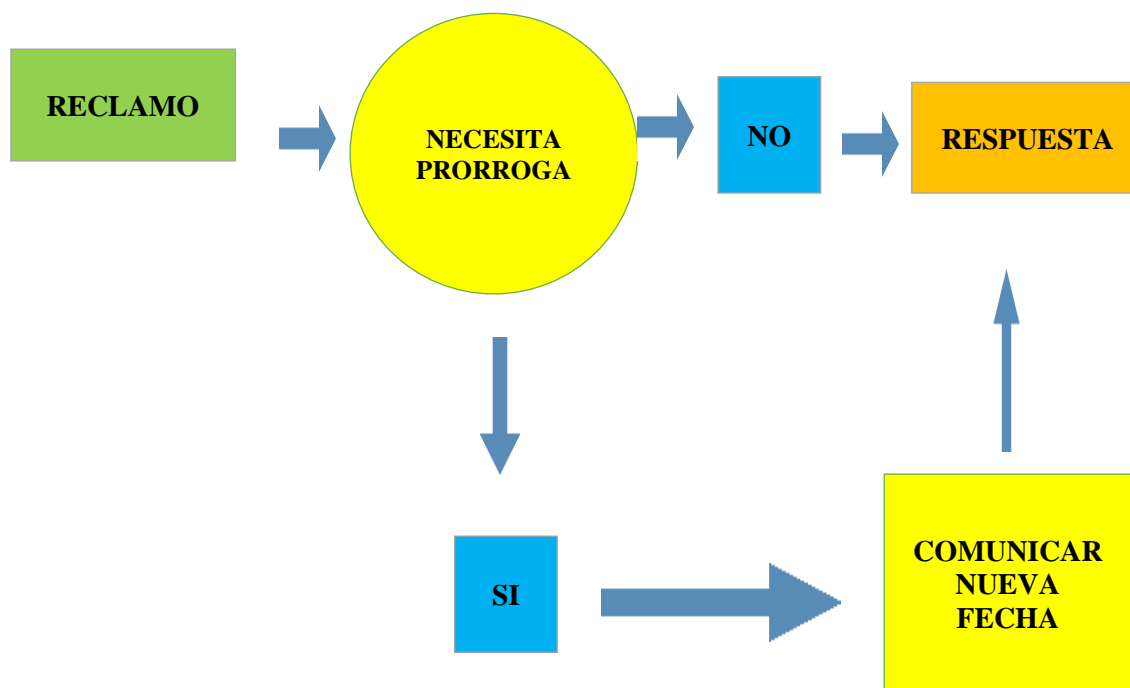 RECLAMO
NECESITA
PRORROGA
NO
RESPUESTA
SI
COMUNICAR
NUEVA
FECHA